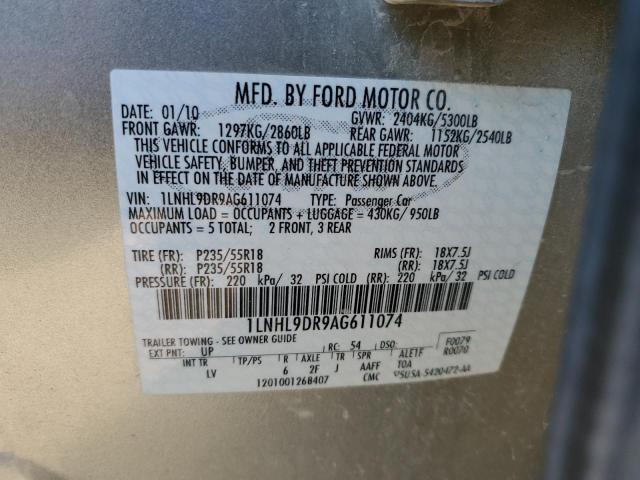 MFD. BY FORD MOTOR CO.
DATE: 01/10 GVWR: 2404KG/5300LB
FRONT GAWR: 1297KG/2860LB REAR GAWR: 1152KG/2540LB
THIS VEHICLE CONFORMS TO ALL APPLICABLE FEDERAL MOTOR
VEHICLE SAFETY, BUMPER, AND THEFT PREVENTION STANDARDS
IN EFFECT ON THE DATE OF MANUFACTURE SHOWN ABOVE.
VIN: 1LNHL9DR9AG611074 TYPE: Passenger Car
MAXIMUM LOAD = OCCUPANTS + LUGGAGE = 430KG/950LB
OCCUPANTS = 5 TOTAL; 2 FRONT, 3 REAR
TIRE (FR): P235/55R18 RIMS (FR): 18X7.5J
(RR): P235/55R18 (RR): 18X7.5J
PRESSURE (FR): 220 kPa/ 32 PSI COLD (RR): 220 kPa/ 32 PSI COLD
1LNHL9DR9AG611074
TRAILER TOWING - SEE OWNER GUIDE
EXT PNT: UP RC: 54 DSO: F0079
R0070
INT TR TP/PS R AXLE TR SPR
LV 6 2F J AAFF
1201001268407 CMC